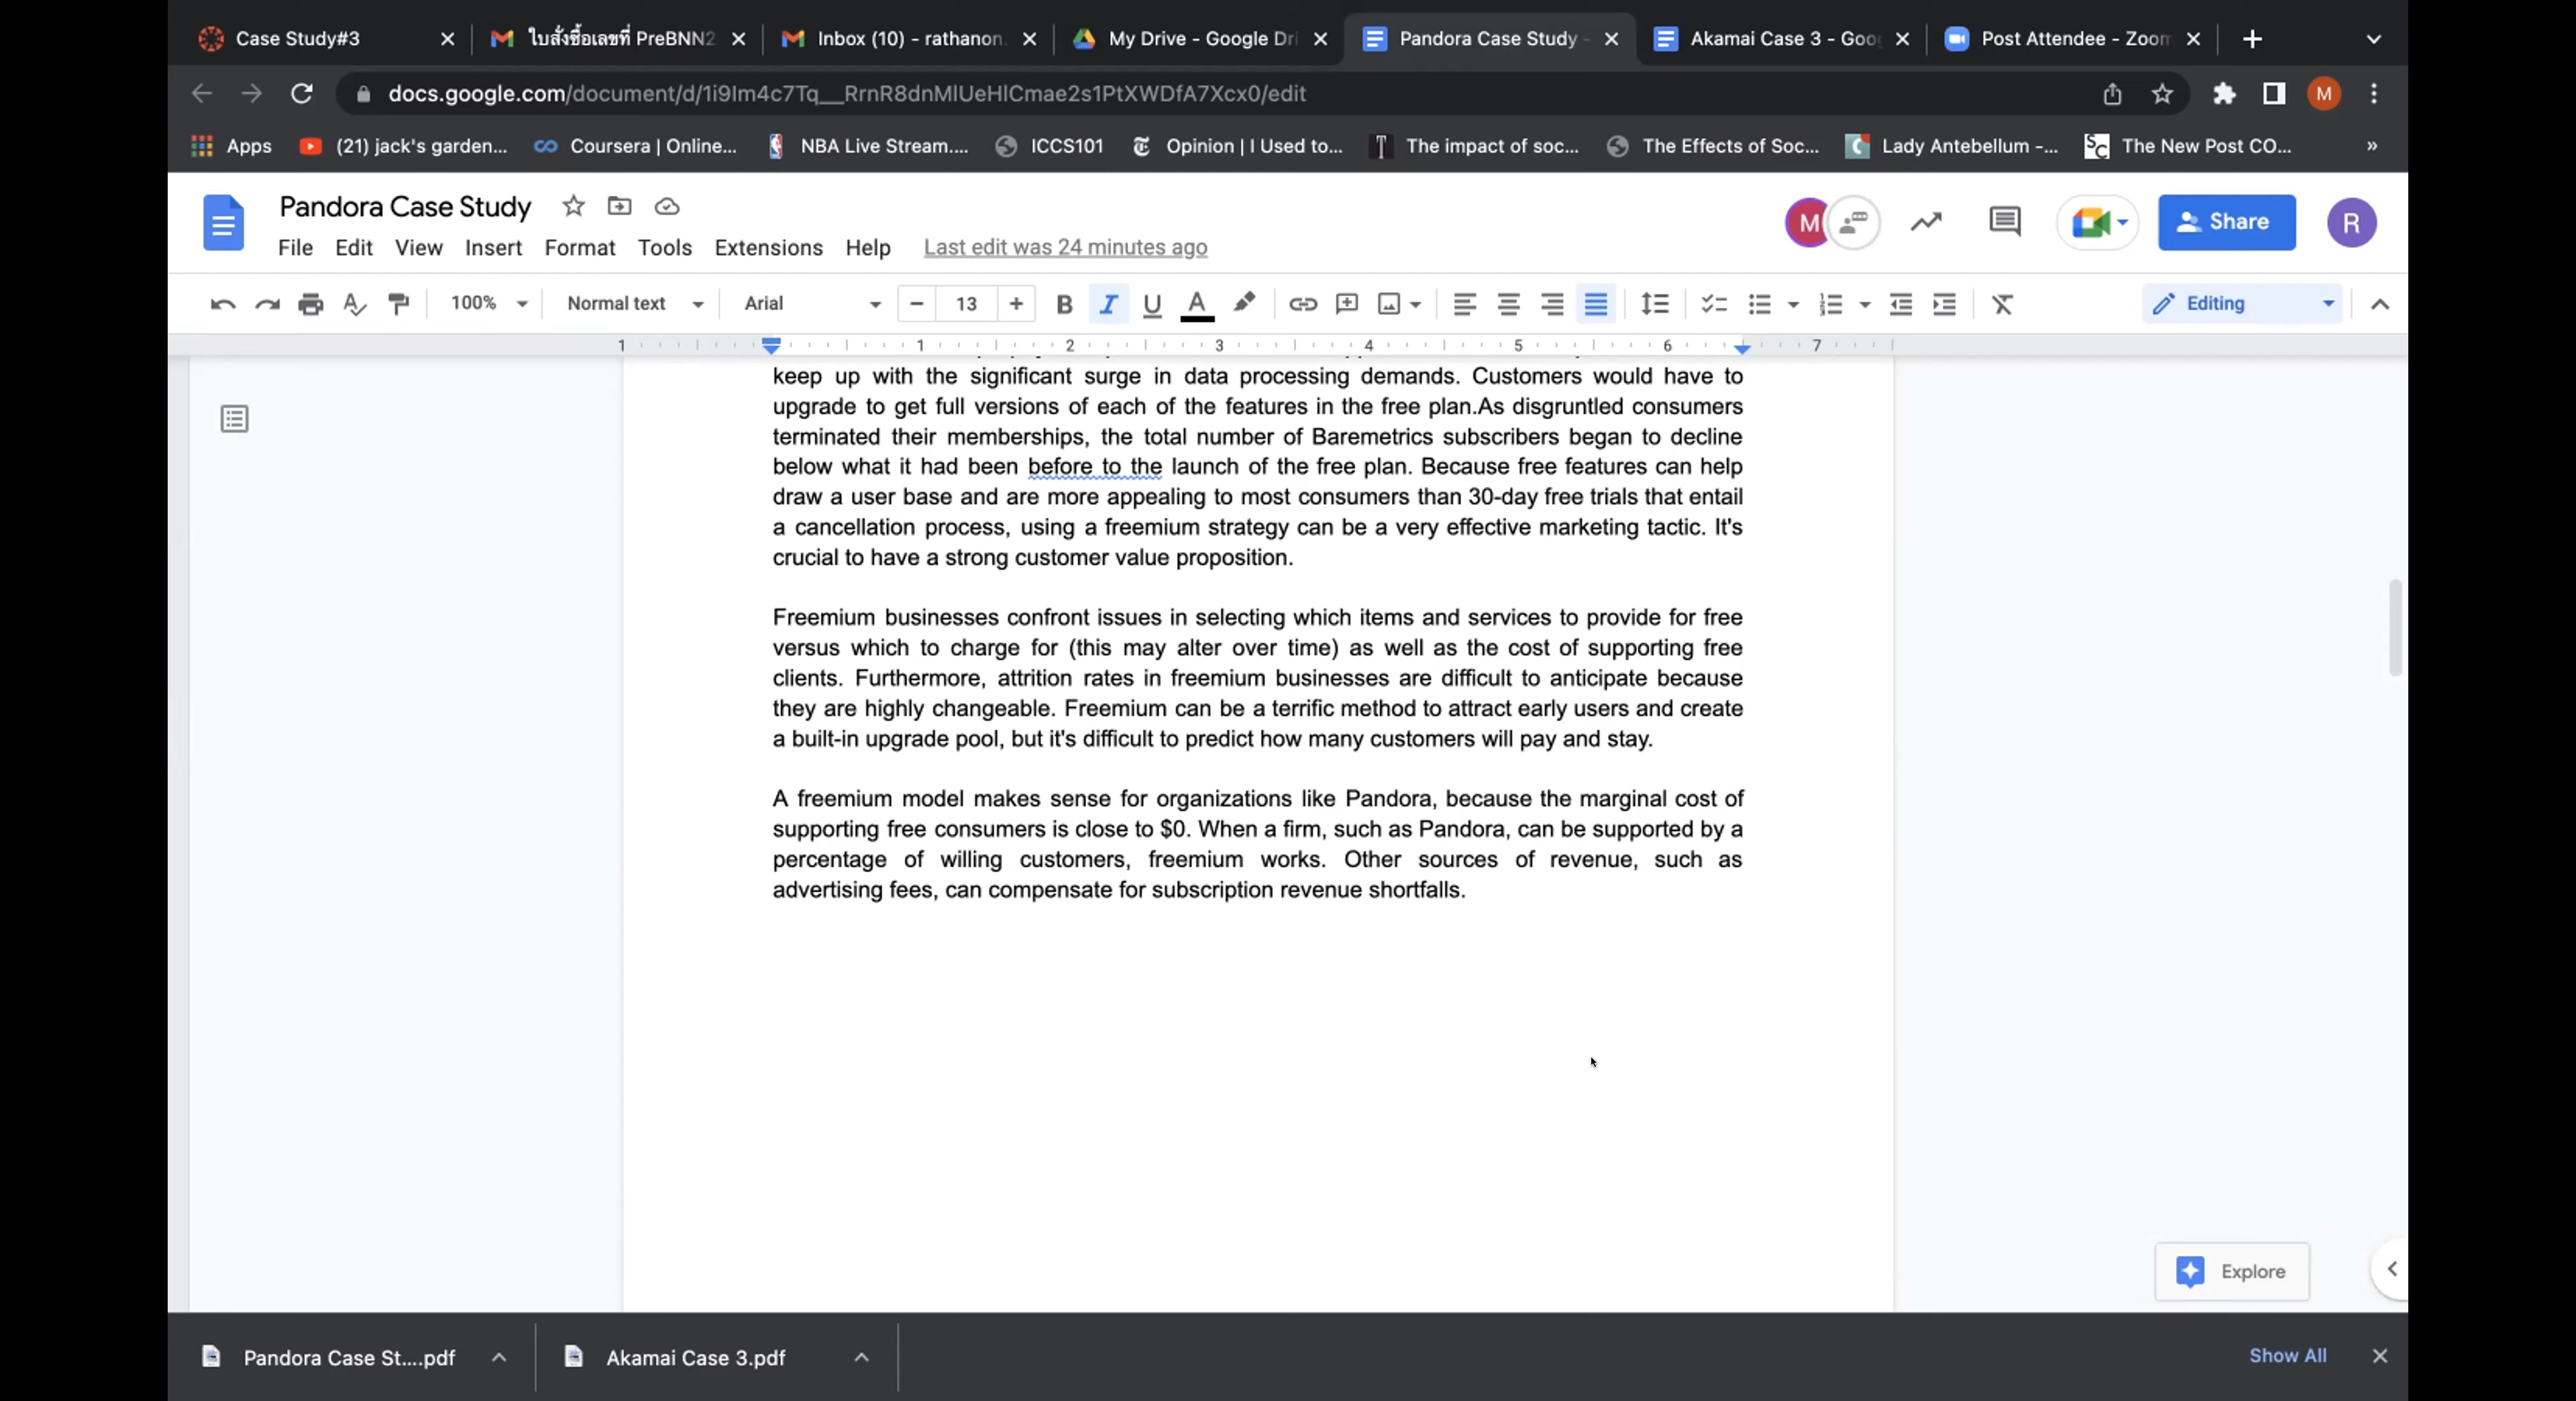 Case Study#3
ใบสั่งซื้อเลขที่ PreBNN2
Inbox (10) - rathanon.
My Drive - Google Dri
Pandora Case Study -
Akamai Case 3 - Goo
Post Attendee - Zoom
docs.google.com/document/d/1i9Im4c7Tq__RrnR8dnMlUeHlCmae2s1PtXWDfA7Xcx0/edit
M
Apps
(21) jack's garden...
Coursera | Online...
NBA Live Stream....
ICCS101
Opinion | I Used to...
The impact of soc...
The Effects of Soc...
Lady Antebellum -...
The New Post CO...
»
Pandora Case Study
M
Share
R
File Edit View Insert Format Tools Extensions Help Last edit was 24 minutes ago
100% Normal text Arial 13 B I U A Editing
1 1 2 3 4 5 6 7
keep up with the significant surge in data processing demands. Customers would have to
upgrade to get full versions of each of the features in the free plan.As disgruntled consumers
terminated their memberships, the total number of Baremetrics subscribers began to decline
below what it had been before to the launch of the free plan. Because free features can help
draw a user base and are more appealing to most consumers than 30-day free trials that entail
a cancellation process, using a freemium strategy can be a very effective marketing tactic. It's
crucial to have a strong customer value proposition.
Freemium businesses confront issues in selecting which items and services to provide for free
versus which to charge for (this may alter over time) as well as the cost of supporting free
clients. Furthermore, attrition rates in freemium businesses are difficult to anticipate because
they are highly changeable. Freemium can be a terrific method to attract early users and create
a built-in upgrade pool, but it's difficult to predict how many customers will pay and stay.
A freemium model makes sense for organizations like Pandora, because the marginal cost of
supporting free consumers is close to $0. When a firm, such as Pandora, can be supported by a
percentage of willing customers, freemium works. Other sources of revenue, such as
advertising fees, can compensate for subscription revenue shortfalls.
Explore
Pandora Case St....pdf
Akamai Case 3.pdf
Show All